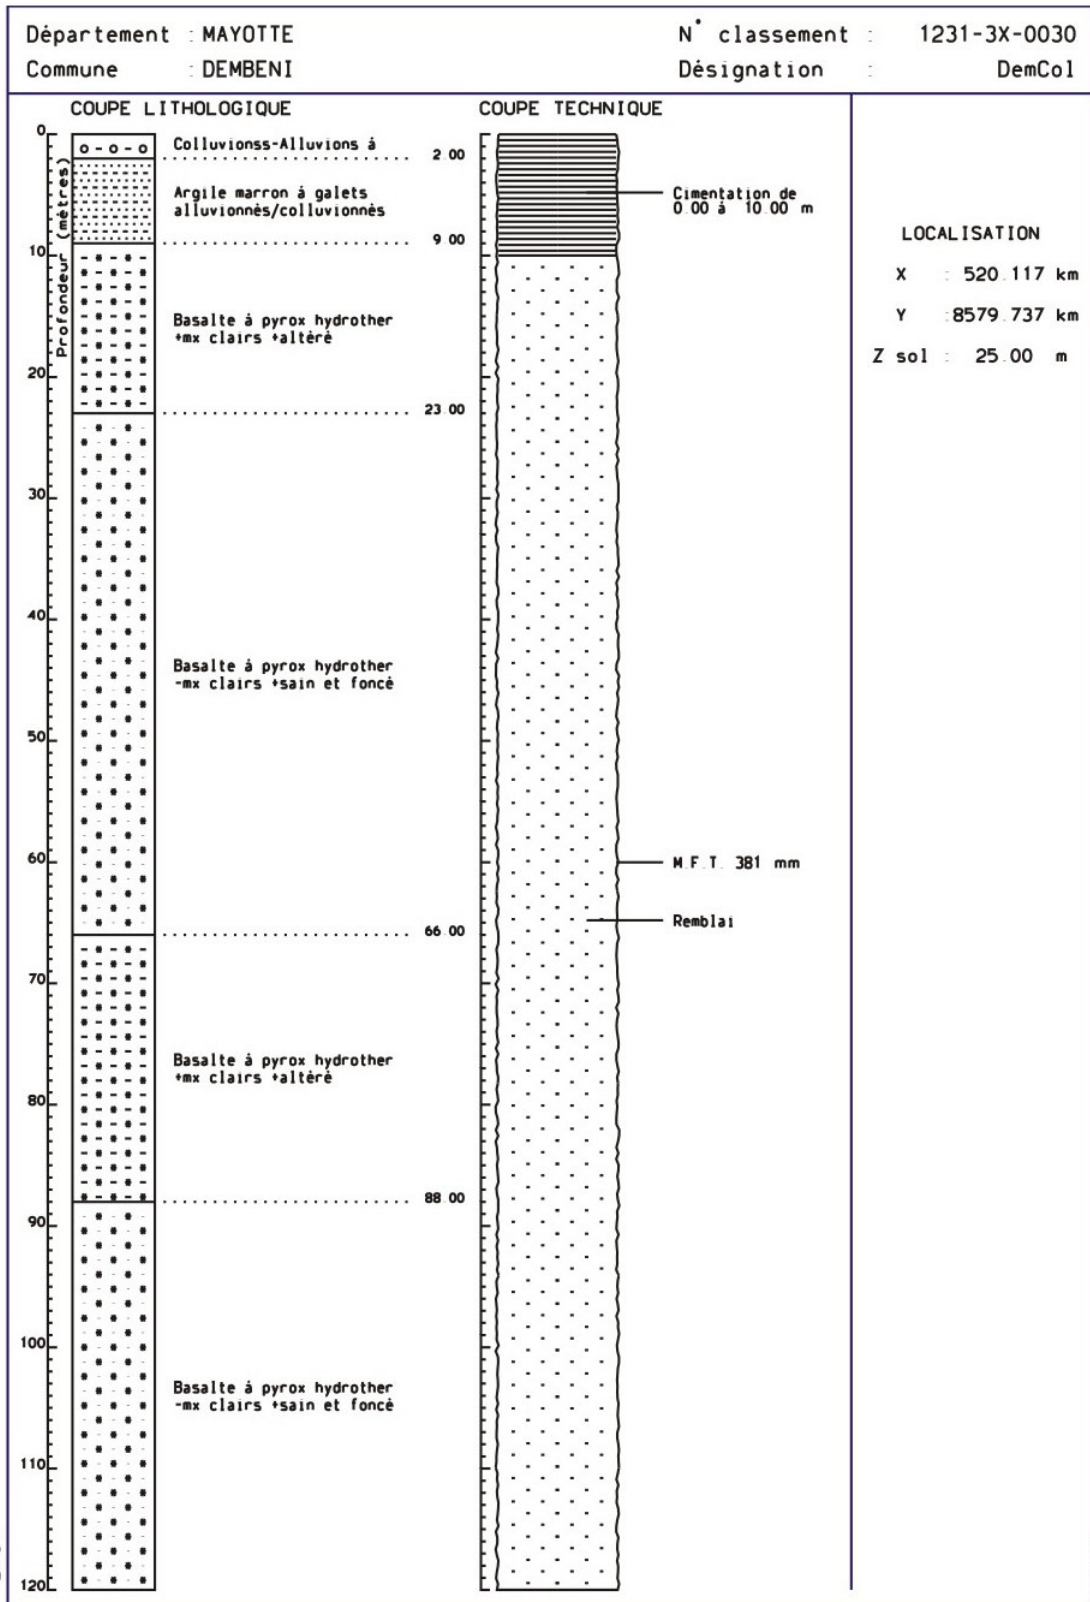 Département : MAYOTTE
N° classement : 1231-3X-0030
Commune : DEMBENI
Désignation : DemCol
COUPE LITHOLOGIQUE
COUPE TECHNIQUE
Profondeur (mètres)
0
Colluvionss-Alluvions à
2.00
Argile marron à galets
alluvionnés/colluvionnés
Cimentation de
0.00 à 10.00 m
9.00
10
LOCALISATION
X : 520.117 km
Y :8579.737 km
Z sol : 25.00 m
Basalte à pyrox hydrother
+mx clairs +altéré
20
23.00
30
40
Basalte à pyrox hydrother
-mx clairs +sain et foncé
50
60
M.F.T. 381 mm
Remblai
66.00
70
Basalte à pyrox hydrother
+mx clairs +altéré
80
88.00
90
100
Basalte à pyrox hydrother
-mx clairs +sain et foncé
110
120